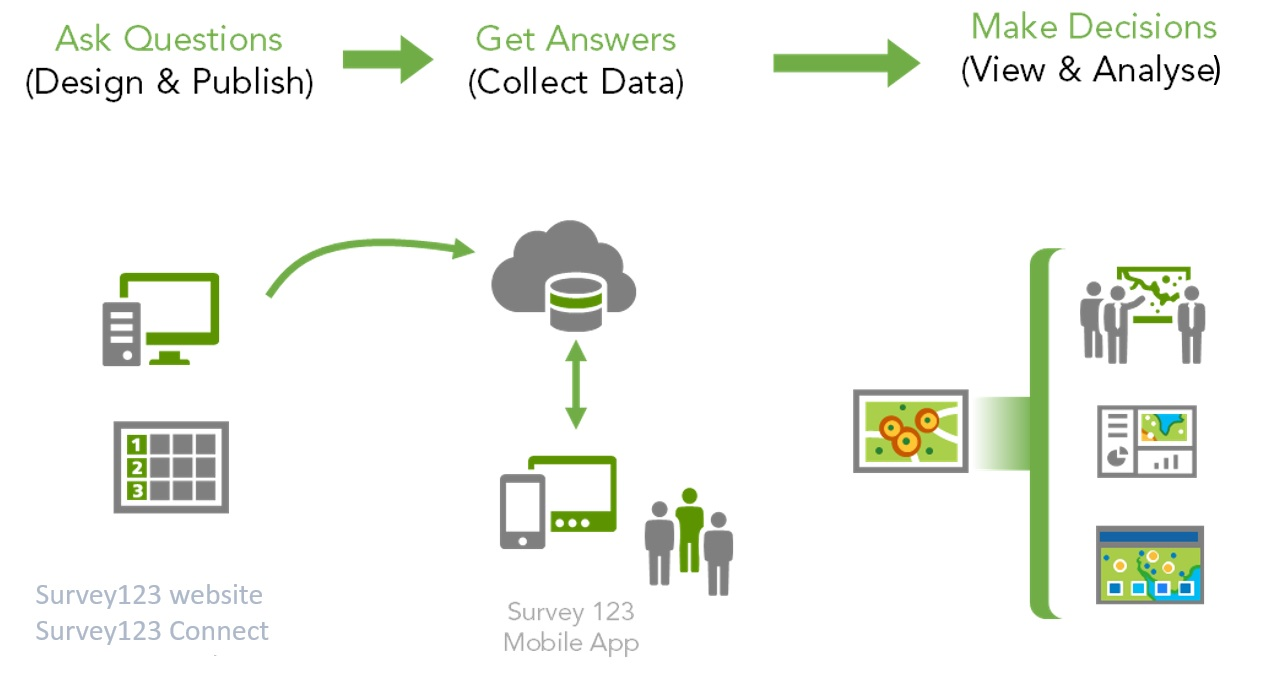 Ask Questions
(Design & Publish)
Get Answers
(Collect Data)
Make Decisions
(View & Analyse)
1
2
3
Survey123 website
Survey123 Connect
Survey 123
Mobile App